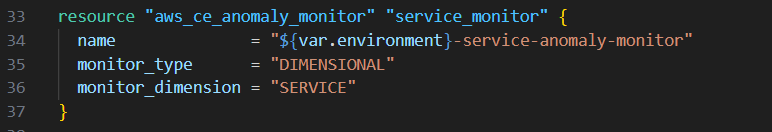 33 resource "aws_ce_anomaly_monitor" "service_monitor" {
34   name              = "${var.environment}-service-anomaly-monitor"
35   monitor_type      = "DIMENSIONAL"
36   monitor_dimension = "SERVICE"
37 }